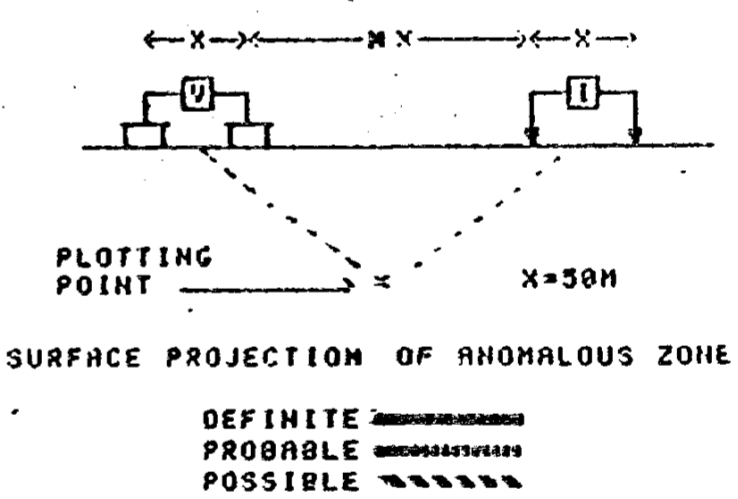 X N X X
V I
PLOTTING
POINT X X=50M
SURFACE PROJECTION OF ANOMALOUS ZONE
DEFINITE
PROBABLE
POSSIBLE